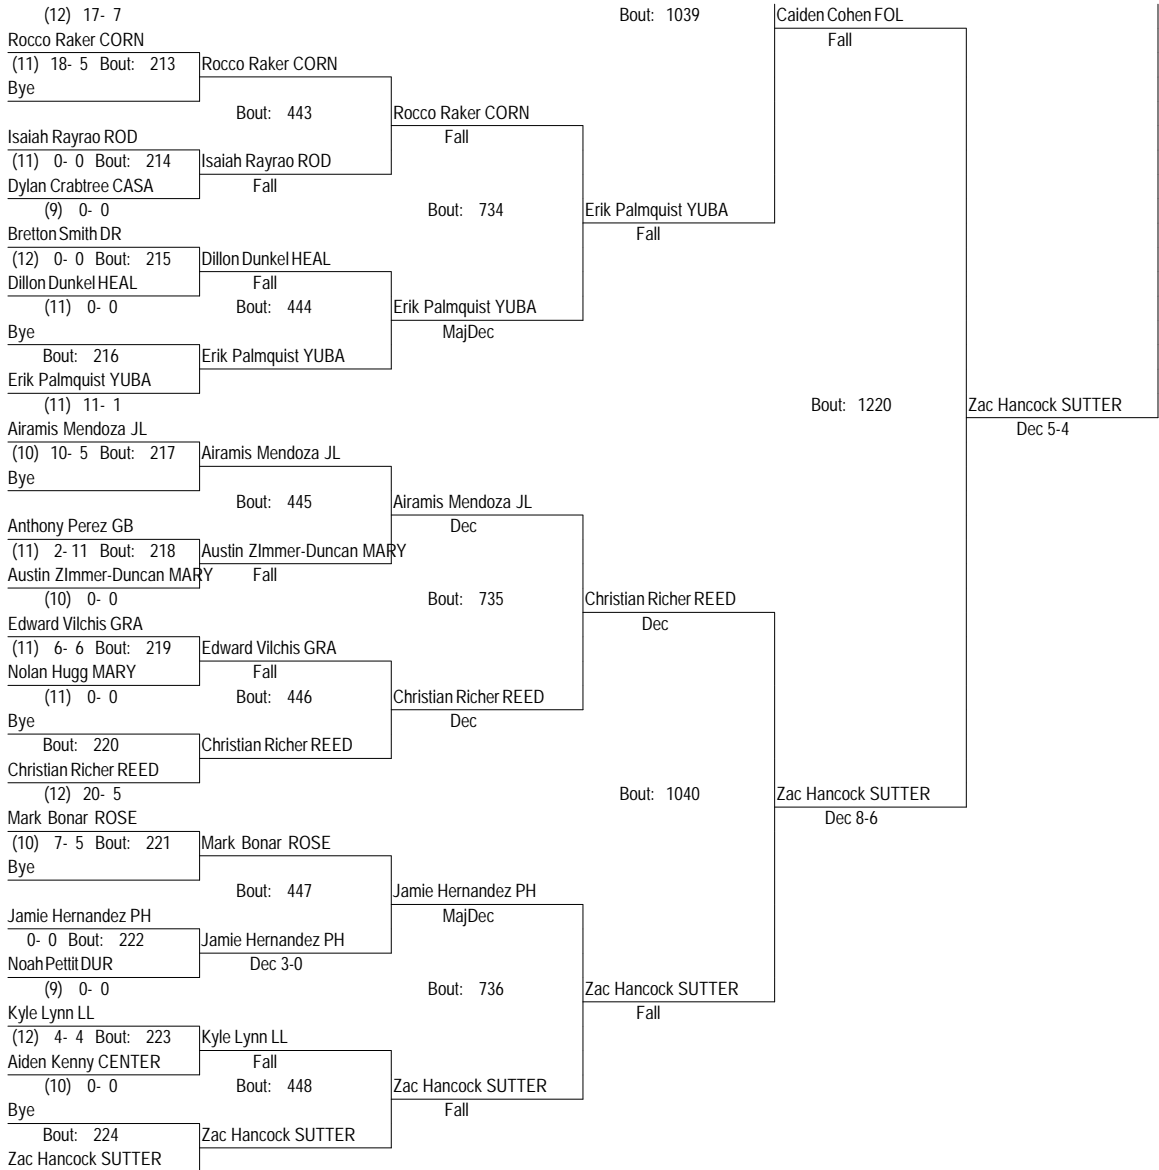 (12) 17- 7 Bout: 1039 Caiden Cohen FOL
Rocco Raker CORN Fall
(11) 18- 5 Bout: 213 Rocco Raker CORN
Bye
Bout: 443 Rocco Raker CORN
Isaiah Rayrao ROD Fall
(11) 0- 0 Bout: 214 Isaiah Rayrao ROD
Dylan Crabtree CASA Fall
(9) 0- 0 Bout: 734 Erik Palmquist YUBA
Bretton Smith DR Fall
(12) 0- 0 Bout: 215 Dillon Dunkel HEAL
Dillon Dunkel HEAL Fall
(11) 0- 0 Bout: 444 Erik Palmquist YUBA
Bye MajDec
Bout: 216 Erik Palmquist YUBA
Erik Palmquist YUBA
(11) 11- 1 Bout: 1220 Zac Hancock SUTTER
Airamis Mendoza JL Dec 5-4
(10) 10- 5 Bout: 217 Airamis Mendoza JL
Bye
Bout: 445 Airamis Mendoza JL
Anthony Perez GB Dec
(11) 2- 11 Bout: 218 Austin ZImmer-Duncan MARY
Austin ZImmer-Duncan MARY Fall
(10) 0- 0 Bout: 735 Christian Richer REED
Edward Vilchis GRA Dec
(11) 6- 6 Bout: 219 Edward Vilchis GRA
Nolan Hugg MARY Fall
(11) 0- 0 Bout: 446 Christian Richer REED
Bye Dec
Bout: 220 Christian Richer REED
Christian Richer REED
(12) 20- 5 Bout: 1040 Zac Hancock SUTTER
Mark Bonar ROSE Dec 8-6
(10) 7- 5 Bout: 221 Mark Bonar ROSE
Bye
Bout: 447 Jamie Hernandez PH
Jamie Hernandez PH MajDec
0- 0 Bout: 222 Jamie Hernandez PH
Noah Pettit DUR Dec 3-0
(9) 0- 0 Bout: 736 Zac Hancock SUTTER
Kyle Lynn LL Fall
(12) 4- 4 Bout: 223 Kyle Lynn LL
Aiden Kenny CENTER Fall
(10) 0- 0 Bout: 448 Zac Hancock SUTTER
Bye Fall
Bout: 224 Zac Hancock SUTTER
Zac Hancock SUTTER